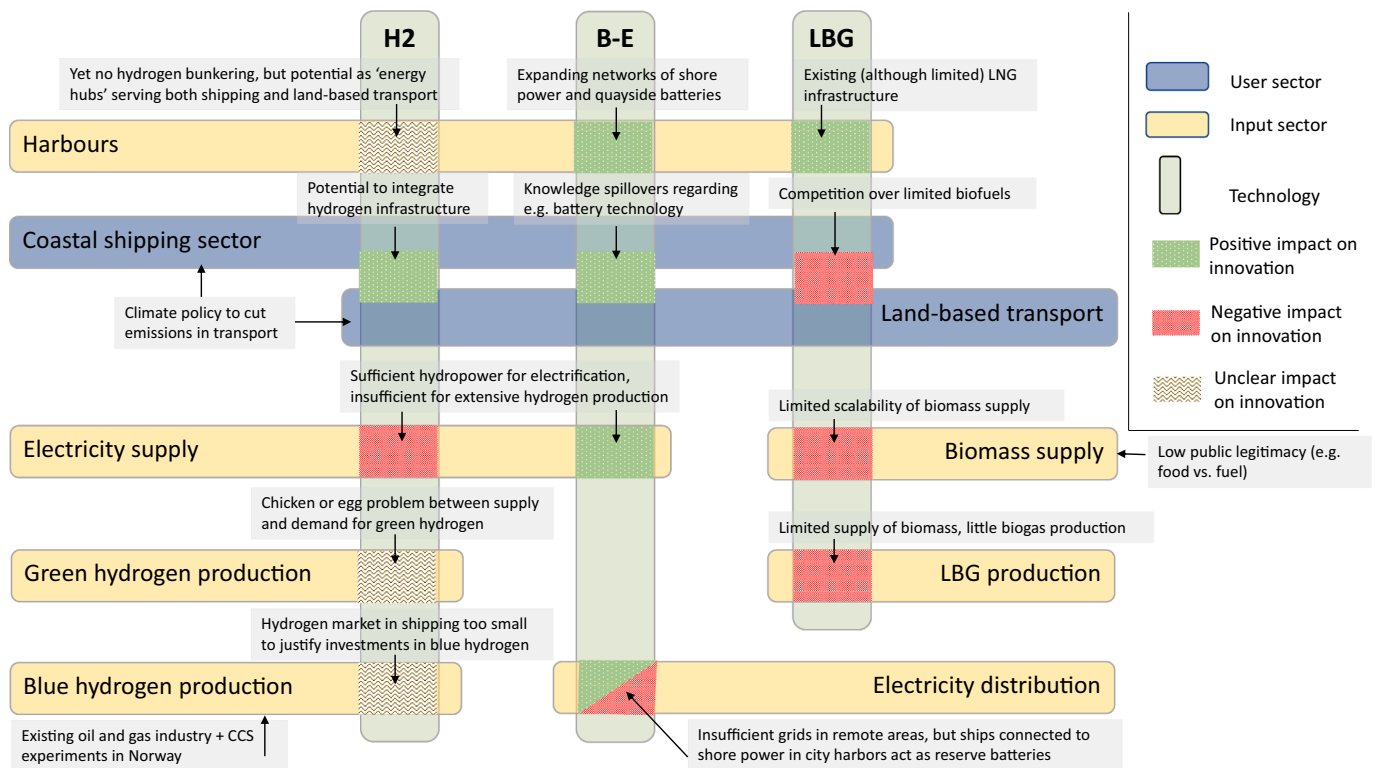 H2
B-E
LBG
Yet no hydrogen bunkering, but potential as ‘energy
hubs’ serving both shipping and land-based transport
Expanding networks of shore
power and quayside batteries
Existing (although limited) LNG
infrastructure
Harbours
Potential to integrate
hydrogen infrastructure
Knowledge spillovers regarding
e.g. battery technology
Competition over limited biofuels
Coastal shipping sector
Climate policy to cut
emissions in transport
Land-based transport
Sufficient hydropower for electrification,
insufficient for extensive hydrogen production
Limited scalability of biomass supply
Electricity supply
Biomass supply
Low public legitimacy (e.g.
food vs. fuel)
Chicken or egg problem between supply
and demand for green hydrogen
Limited supply of biomass, little biogas production
Green hydrogen production
LBG production
Hydrogen market in shipping too small
to justify investments in blue hydrogen
Blue hydrogen production
Electricity distribution
Existing oil and gas industry + CCS
experiments in Norway
Insufficient grids in remote areas, but ships connected to
shore power in city harbors act as reserve batteries
User sector
Input sector
Technology
Positive impact on
innovation
Negative impact
on innovation
Unclear impact
on innovation